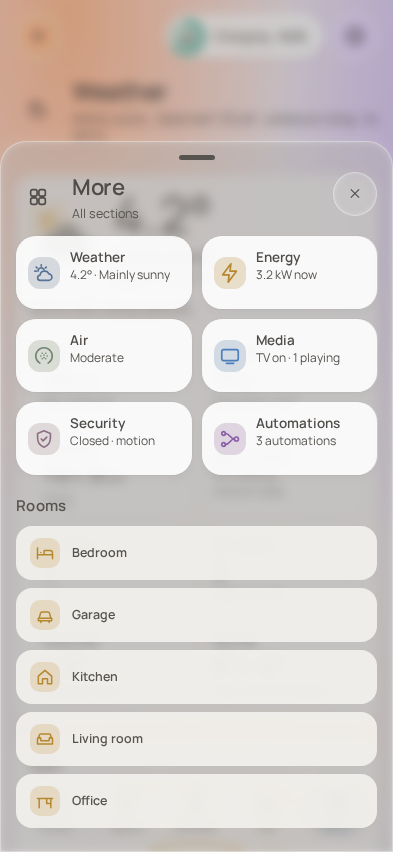 Weather
More
All sections
Weather
4.2° · Mainly sunny
Energy
3.2 kW now
Air
Moderate
Media
TV on · 1 playing
Security
Closed · motion
Automations
3 automations
Rooms
Bedroom
Garage
Kitchen
Living room
Office